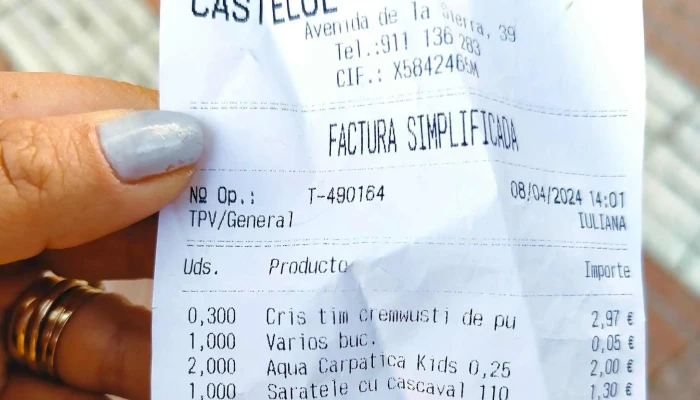 Avenida de la Sierra, 39
Tel.:911 136 283
CIF.: X5842465M
FACTURA SIMPLIFICADA
Nº Op.: T-490164 08/04/2024 14:01
TPV/General IULIANA
Uds. Producto Importe
0,300 Cris tim cremwusti de pu 2,97 €
1,000 Varios buc. 0,05 €
2,000 Aqua Carpatica Kids 0,25 2,00 €
1,000 Saratele cu cascaval 110 1,30 €